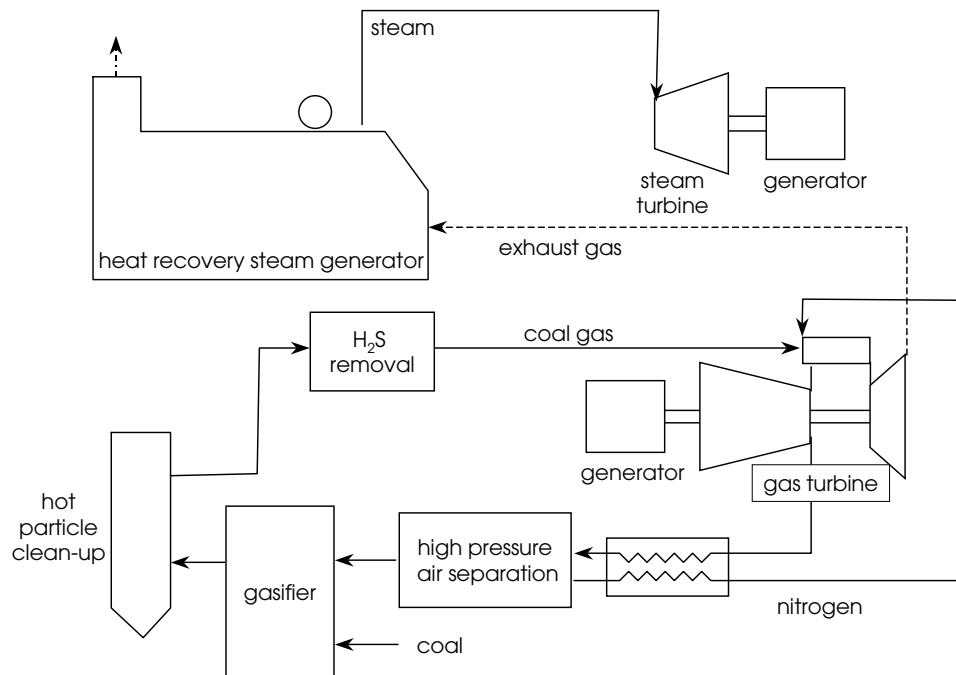 steam
steam
turbine
generator
exhaust gas
heat recovery steam generator
H₂S
removal
coal gas
generator
gas turbine
hot
particle
clean-up
gasifier
high pressure
air separation
nitrogen
coal